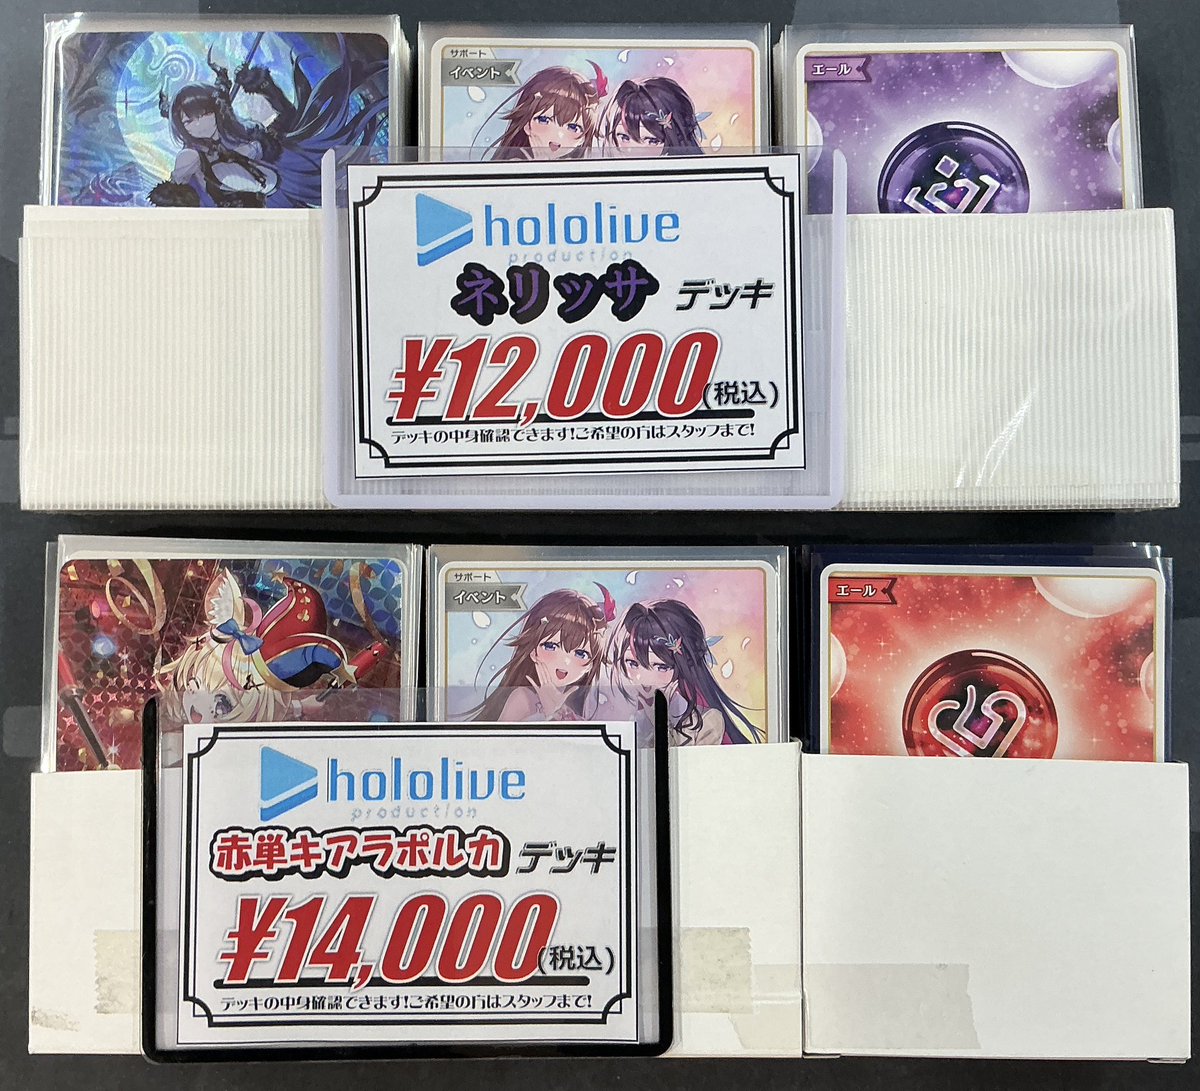 サポート
イベント
エール
hololive
production
ネリッサ デッキ
¥12,000(税込)
デッキの中身確認できます!ご希望の方はスタッフまで!
サポート
イベント
エール
hololive
production
赤単キアラポルカ デッキ
¥14,000(税込)
デッキの中身確認できます!ご希望の方はスタッフまで!